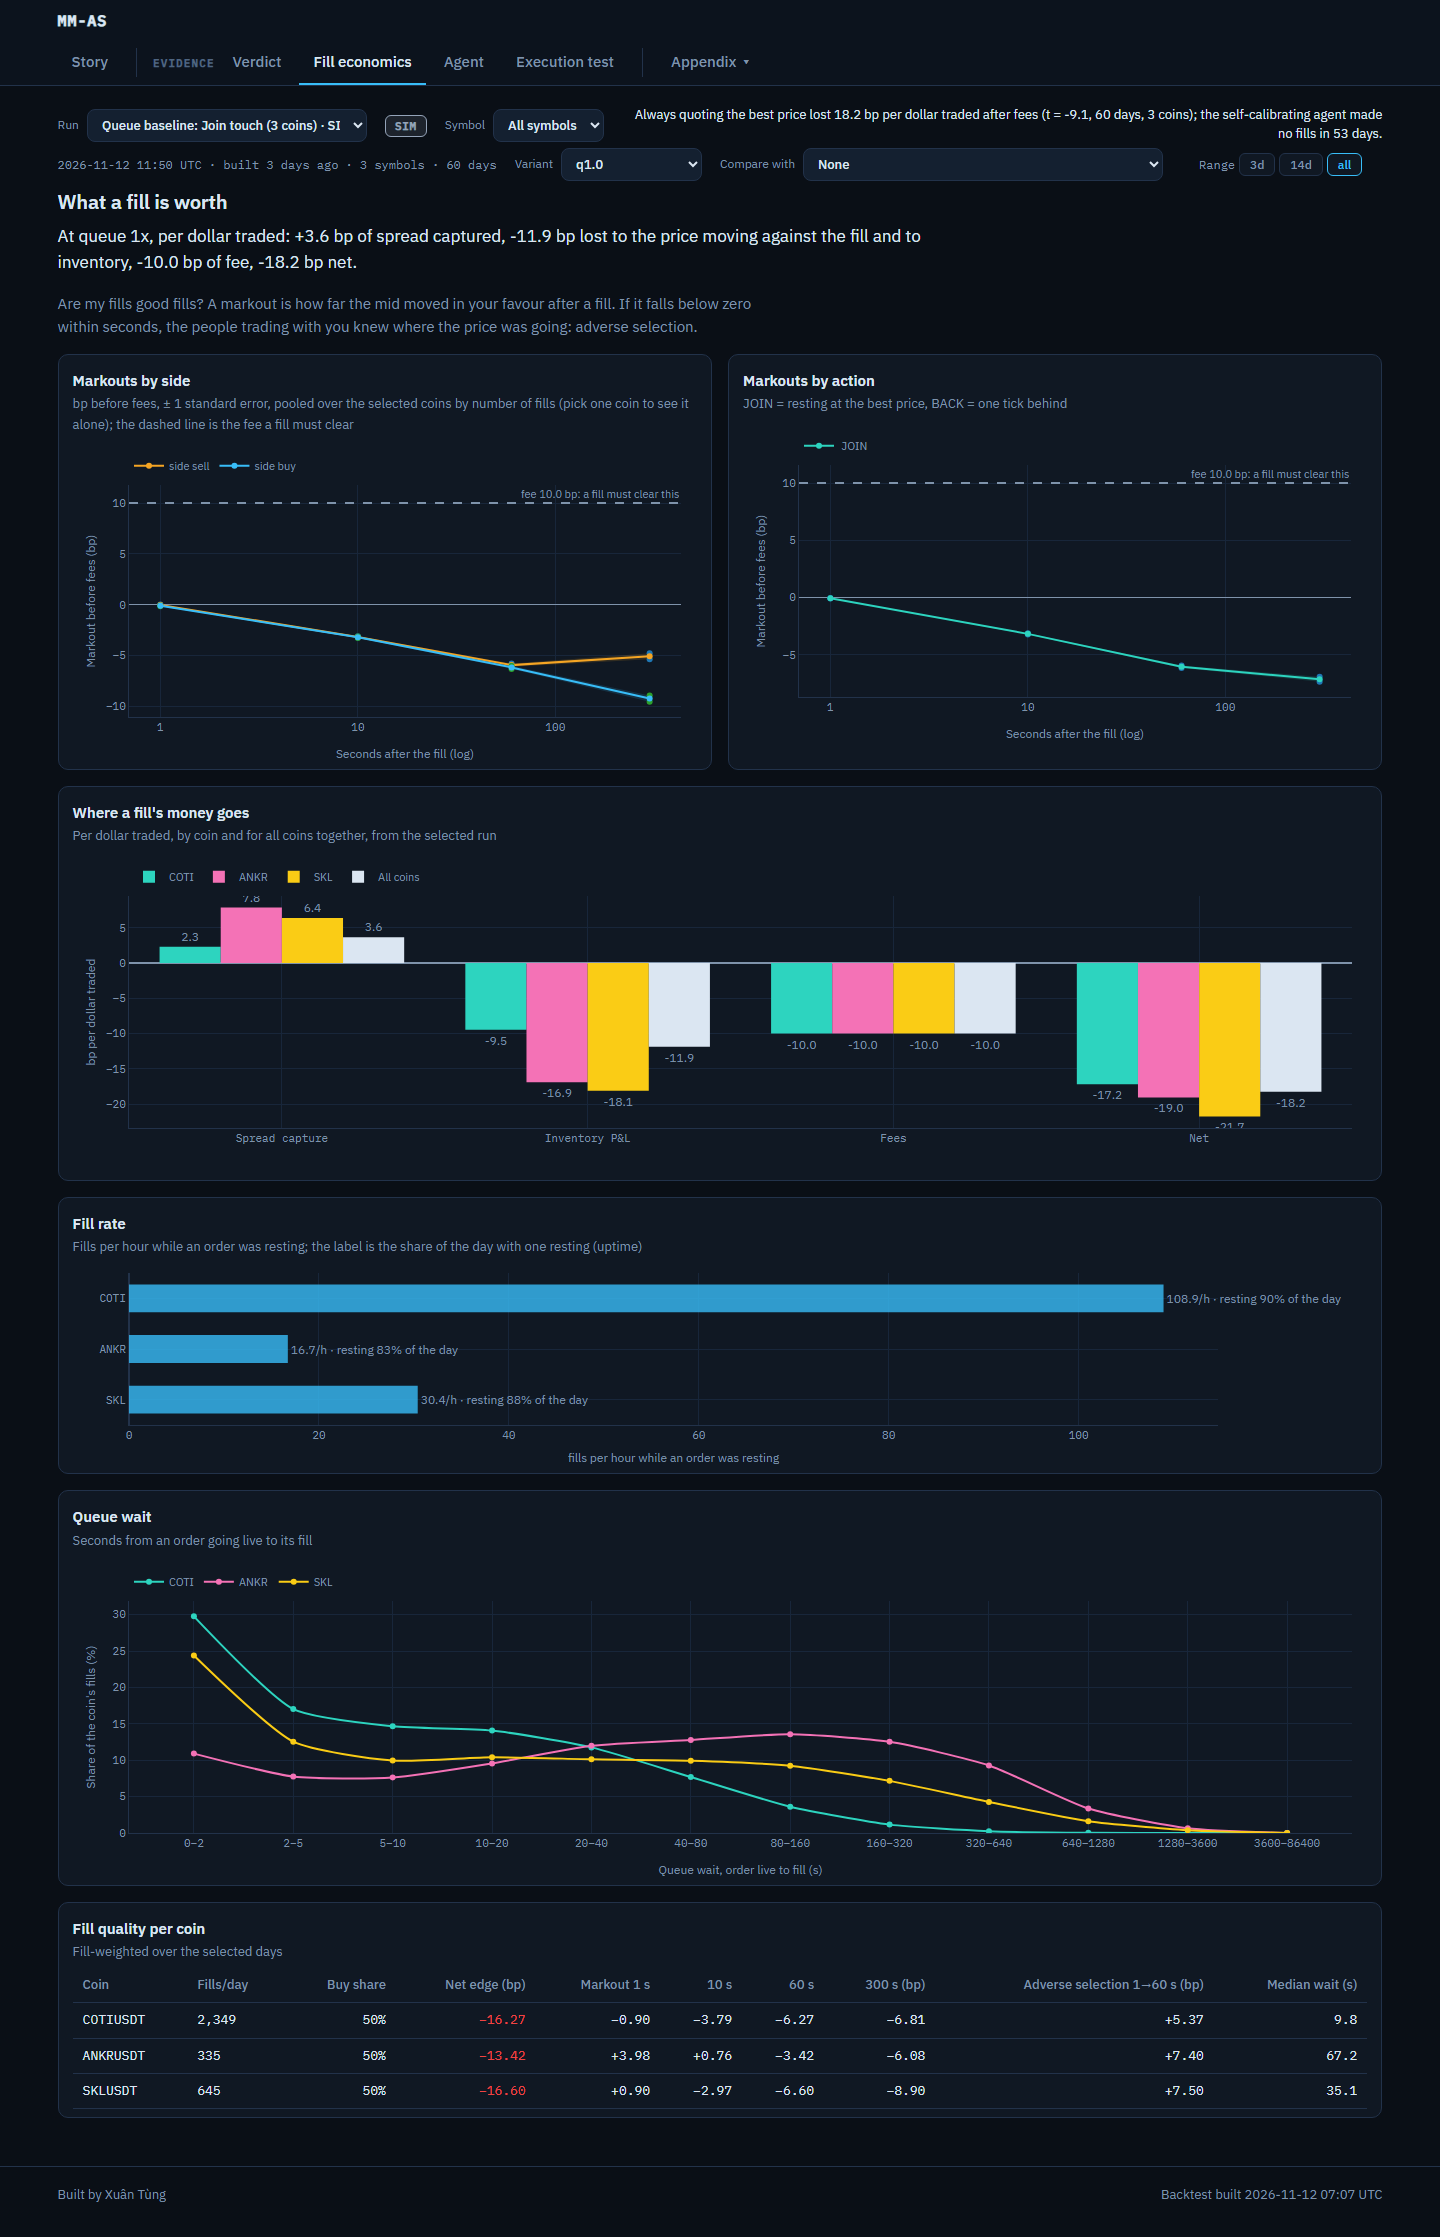 MM-AS
Story EVIDENCE Verdict Fill economics Agent Execution test Appendix ▾
Run Queue baseline: Join touch (3 coins) · SI SIM Symbol All symbols
Always quoting the best price lost 18.2 bp per dollar traded after fees (t = -9.1, 60 days, 3 coins); the self-calibrating agent made
no fills in 53 days.
2026-11-12 11:50 UTC · built 3 days ago · 3 symbols · 60 days Variant q1.0 Compare with None Range 3d 14d all
What a fill is worth
At queue 1x, per dollar traded: +3.6 bp of spread captured, -11.9 bp lost to the price moving against the fill and to
inventory, -10.0 bp of fee, -18.2 bp net.
Are my fills good fills? A markout is how far the mid moved in your favour after a fill. If it falls below zero
within seconds, the people trading with you knew where the price was going: adverse selection.
Markouts by side
bp before fees, ± 1 standard error, pooled over the selected coins by number of fills (pick one coin to see it
alone); the dashed line is the fee a fill must clear
side sell side buy
fee 10.0 bp: a fill must clear this
10
5
0
−5
−10
Markout before fees (bp)
1 10 100
Seconds after the fill (log)
Markouts by action
JOIN = resting at the best price, BACK = one tick behind
JOIN
fee 10.0 bp: a fill must clear this
10
5
0
−5
Markout before fees (bp)
1 10 100
Seconds after the fill (log)
Where a fill's money goes
Per dollar traded, by coin and for all coins together, from the selected run
COTI ANKR SKL All coins
5
0
−5
−10
−15
−20
bp per dollar traded
2.3 7.8 6.4 3.6
-9.5 -16.9 -18.1 -11.9
-10.0 -10.0 -10.0 -10.0
-17.2 -19.0 -21.7 -18.2
Spread capture Inventory P&L Fees Net
Fill rate
Fills per hour while an order was resting; the label is the share of the day with one resting (uptime)
COTI 108.9/h · resting 90% of the day
ANKR 16.7/h · resting 83% of the day
SKL 30.4/h · resting 88% of the day
0 20 40 60 80 100
fills per hour while an order was resting
Queue wait
Seconds from an order going live to its fill
COTI ANKR SKL
30
25
20
15
10
5
0
Share of the coin's fills (%)
0–2 2–5 5–10 10–20 20–40 40–80 80–160 160–320 320–640 640–1280 1280–3600 3600–86400
Queue wait, order live to fill (s)
Fill quality per coin
Fill-weighted over the selected days
Coin Fills/day Buy share Net edge (bp) Markout 1 s 10 s 60 s 300 s (bp) Adverse selection 1→60 s (bp) Median wait (s)
COTIUSDT 2,349 50% −16.27 −0.90 −3.79 −6.27 −6.81 +5.37 9.8
ANKRUSDT 335 50% −13.42 +3.98 +0.76 −3.42 −6.08 +7.40 67.2
SKLUSDT 645 50% −16.60 +0.90 −2.97 −6.60 −8.90 +7.50 35.1
Built by Xuân Tùng
Backtest built 2026-11-12 07:07 UTC